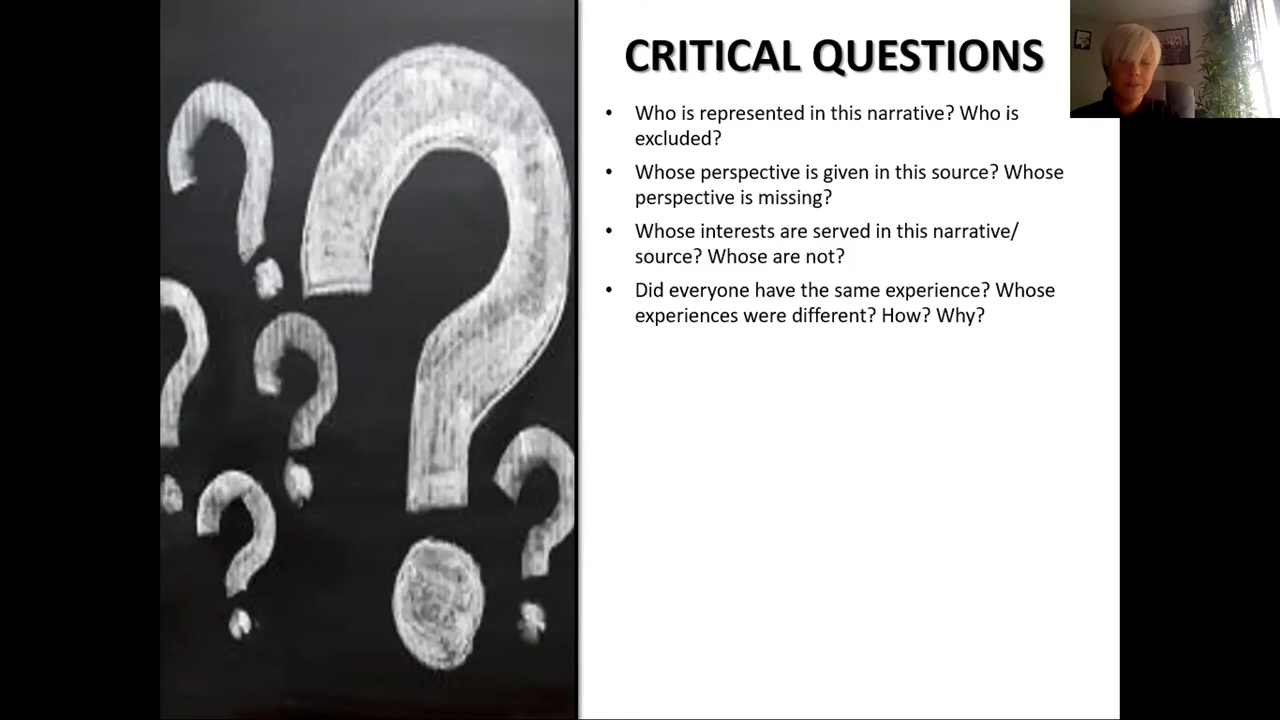 CRITICAL QUESTIONS
• Who is represented in this narrative? Who is
excluded?
• Whose perspective is given in this source? Whose
perspective is missing?
• Whose interests are served in this narrative/
source? Whose are not?
• Did everyone have the same experience? Whose
experiences were different? How? Why?